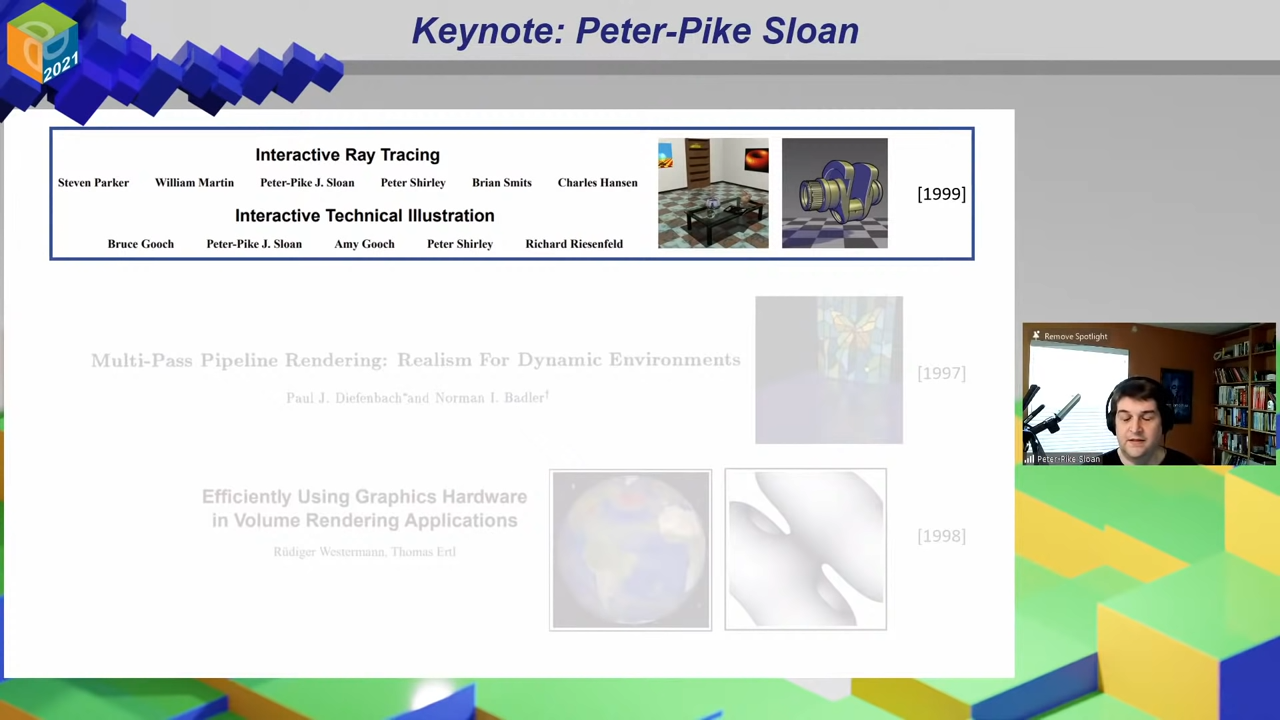 Keynote: Peter-Pike Sloan
2021
Interactive Ray Tracing
Steven Parker William Martin Peter-Pike J. Sloan Peter Shirley Brian Smits Charles Hansen
Interactive Technical Illustration
Bruce Gooch Peter-Pike J. Sloan Amy Gooch Peter Shirley Richard Riesenfeld
[1999]
Multi-Pass Pipeline Rendering: Realism For Dynamic Environments
Paul J. Diefenbach* and Norman I. Badler†
[1997]
Efficiently Using Graphics Hardware
in Volume Rendering Applications
Rüdiger Westermann, Thomas Ertl
[1998]
Remove Spotlight
Peter-Pike Sloan